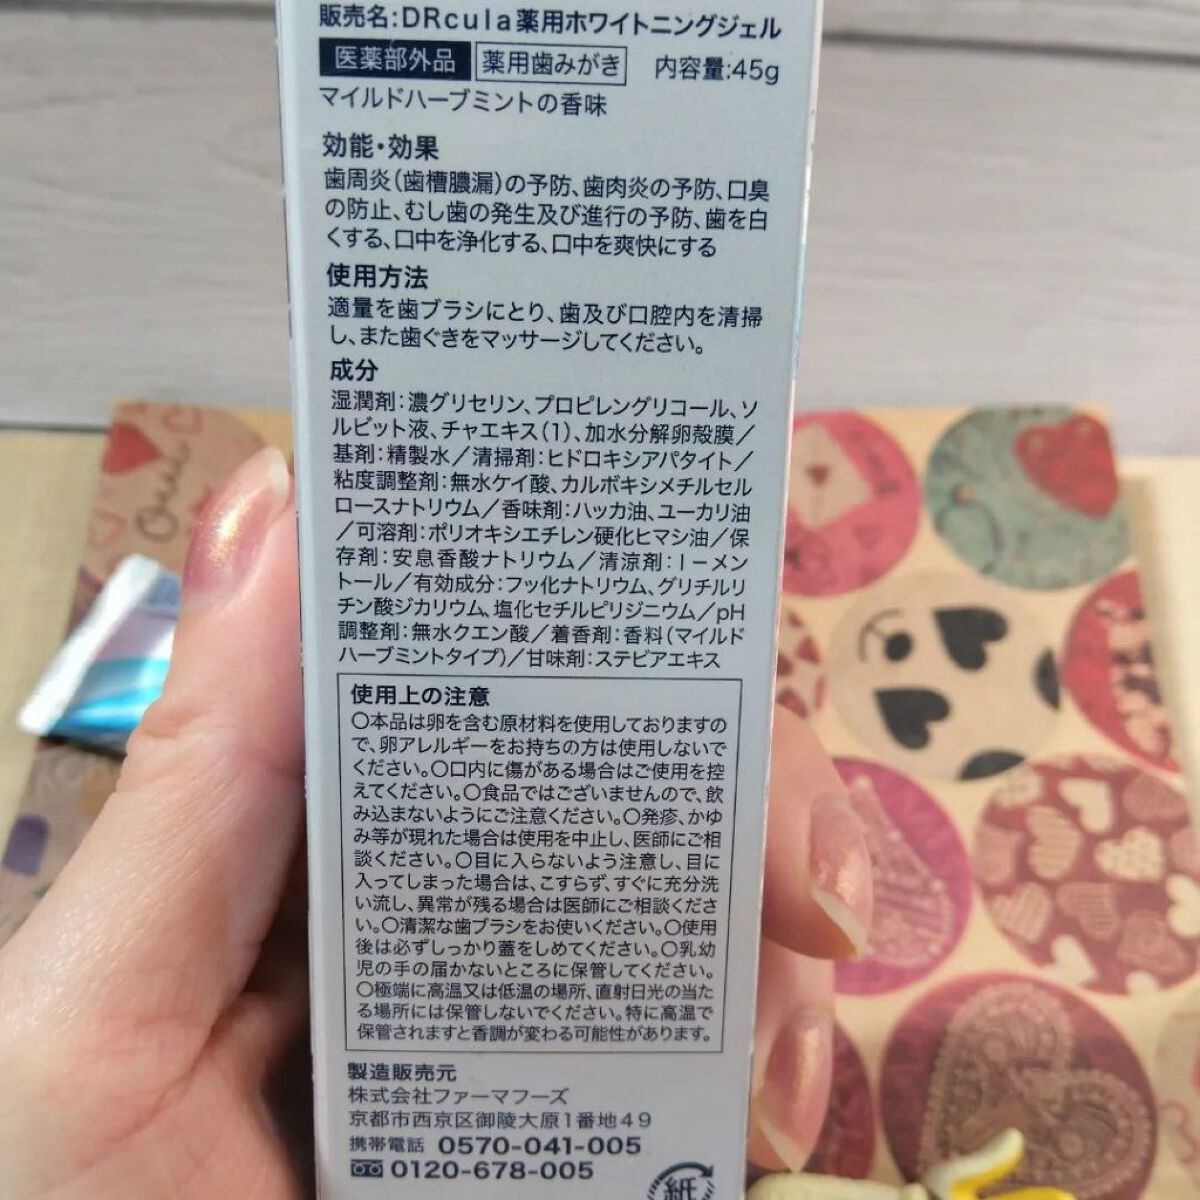 販売名:DRcula薬用ホワイトニングジェル
医薬部外品 薬用歯みがき 内容量:45g
マイルドハーブミントの香味
効能・効果
歯周炎(歯槽膿漏)の予防、歯肉炎の予防、口臭
の防止、むし歯の発生及び進行の予防、歯を白
くする、口中を浄化する、口中を爽快にする
使用方法
適量を歯ブラシにとり、歯及び口腔内を清掃
し、また歯ぐきをマッサージしてください。
成分
湿潤剤:濃グリセリン、プロピレングリコール、ソ
ルビット液、チャエキス(1)、加水分解卵殻膜/
基剤:精製水/清掃剤:ヒドロキシアパタイト/
粘度調整剤:無水ケイ酸、カルボキシメチルセル
ロースナトリウム/香味剤:ハッカ油、ユーカリ油
/可溶剤:ポリオキシエチレン硬化ヒマシ油/保
存剤:安息香酸ナトリウム/清涼剤:l-メン
トール/有効成分:フッ化ナトリウム、グリチルリ
チン酸ジカリウム、塩化セチルピリジニウム/pH
調整剤:無水クエン酸/着香剤:香料(マイルド
ハーブミントタイプ)/甘味剤:ステビアエキス
使用上の注意
○本品は卵を含む原材料を使用しておりますの
で、卵アレルギーをお持ちの方は使用しないで
ください。○口内に傷がある場合はご使用を控
えてください。○食品ではございませんので、飲
み込まないようにご注意ください。○発疹、かゆ
み等が現れた場合は使用を中止し、医師にご相
談ください。○目に入らないよう注意し、目に
入ってしまった場合は、こすらず、すぐに充分洗
い流し、異常が残る場合は医師にご相談くださ
い。○清潔な歯ブラシをお使いください。○使用
後は必ずしっかり蓋をしめてください。○乳幼
児の手の届かないところに保管してください。
○極端に高温又は低温の場所、直射日光の当た
る場所には保管しないでください。特に高温で
保管されますと香調が変わる可能性があります。
製造販売元
株式会社ファーマフーズ
京都市西京区御陵大原1番地49
携帯電話 0570-041-005
0120-678-005
紙
Oui